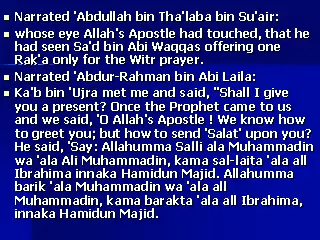 Narrated 'Abdullah bin Tha'laba bin Su'air:
whose eye Allah's Apostle had touched, that he
had seen Sa'd bin Abi Waqqas offering one
Rak'a only for the Witr prayer.
Narrated 'Abdur-Rahman bin Abi Laila:
Ka'b bin 'Ujra met me and said, "Shall I give
you a present? Once the Prophet came to us
and we said, 'O Allah's Apostle ! We know how
to greet you; but how to send 'Salat' upon you?
He said, 'Say: Allahumma Salli ala Muhammadin
wa 'ala Ali Muhammadin, kama sal-laita 'ala all
Ibrahima innaka Hamidun Majid. Allahumma
barik 'ala Muhammadin wa 'ala all
Muhammadin, kama barakta 'ala all Ibrahima,
innaka Hamidun Majid.